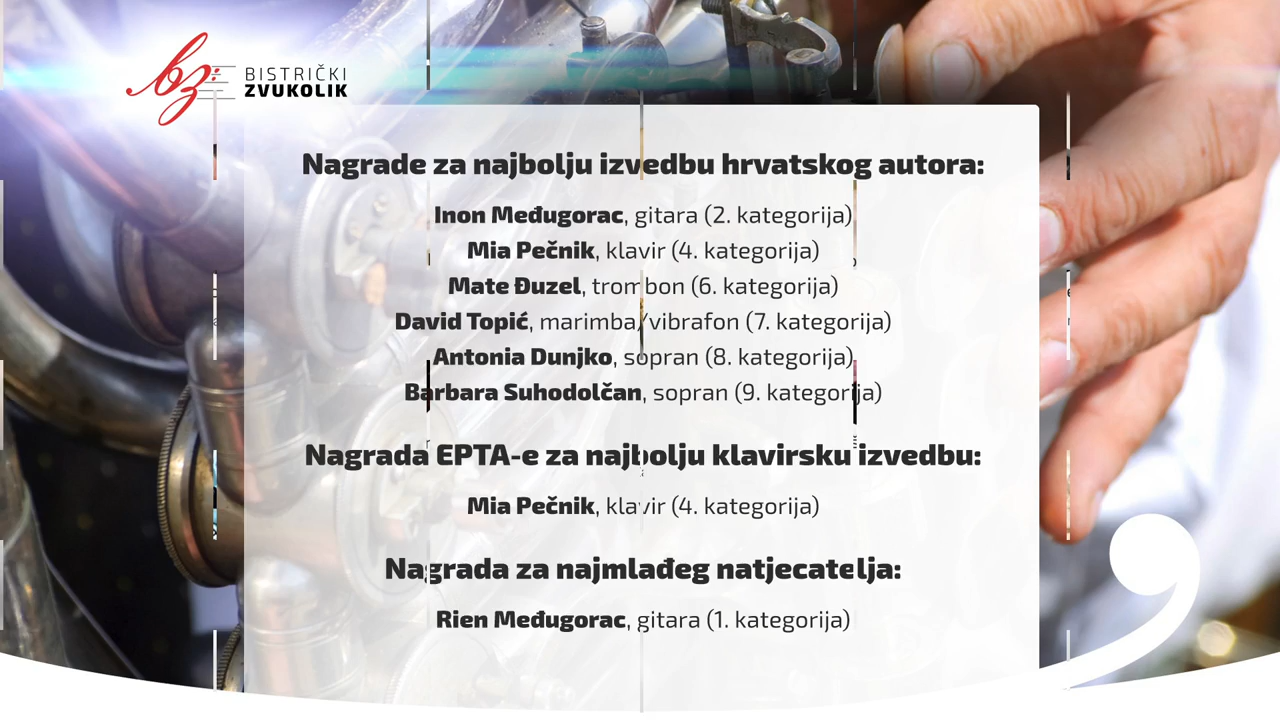 bz:
BISTRIČKI
ZVUKOLIK
Nagrade za najbolju izvedbu hrvatskog autora:
Inon Međugorac, gitara (2. kategorija)
Mia Pečnik, klavir (4. kategorija)
Mate Đuzel, trombon (6. kategorija)
David Topić, marimba/vibrafon (7. kategorija)
Antonia Dunjko, sopran (8. kategorija)
Barbara Suhodolčan, sopran (9. kategorija)
Nagrada EPTA-e za najbolju klavirsku izvedbu:
Mia Pečnik, klavir (4. kategorija)
Nagrada za najmlađeg natjecatelja:
Rien Međugorac, gitara (1. kategorija)